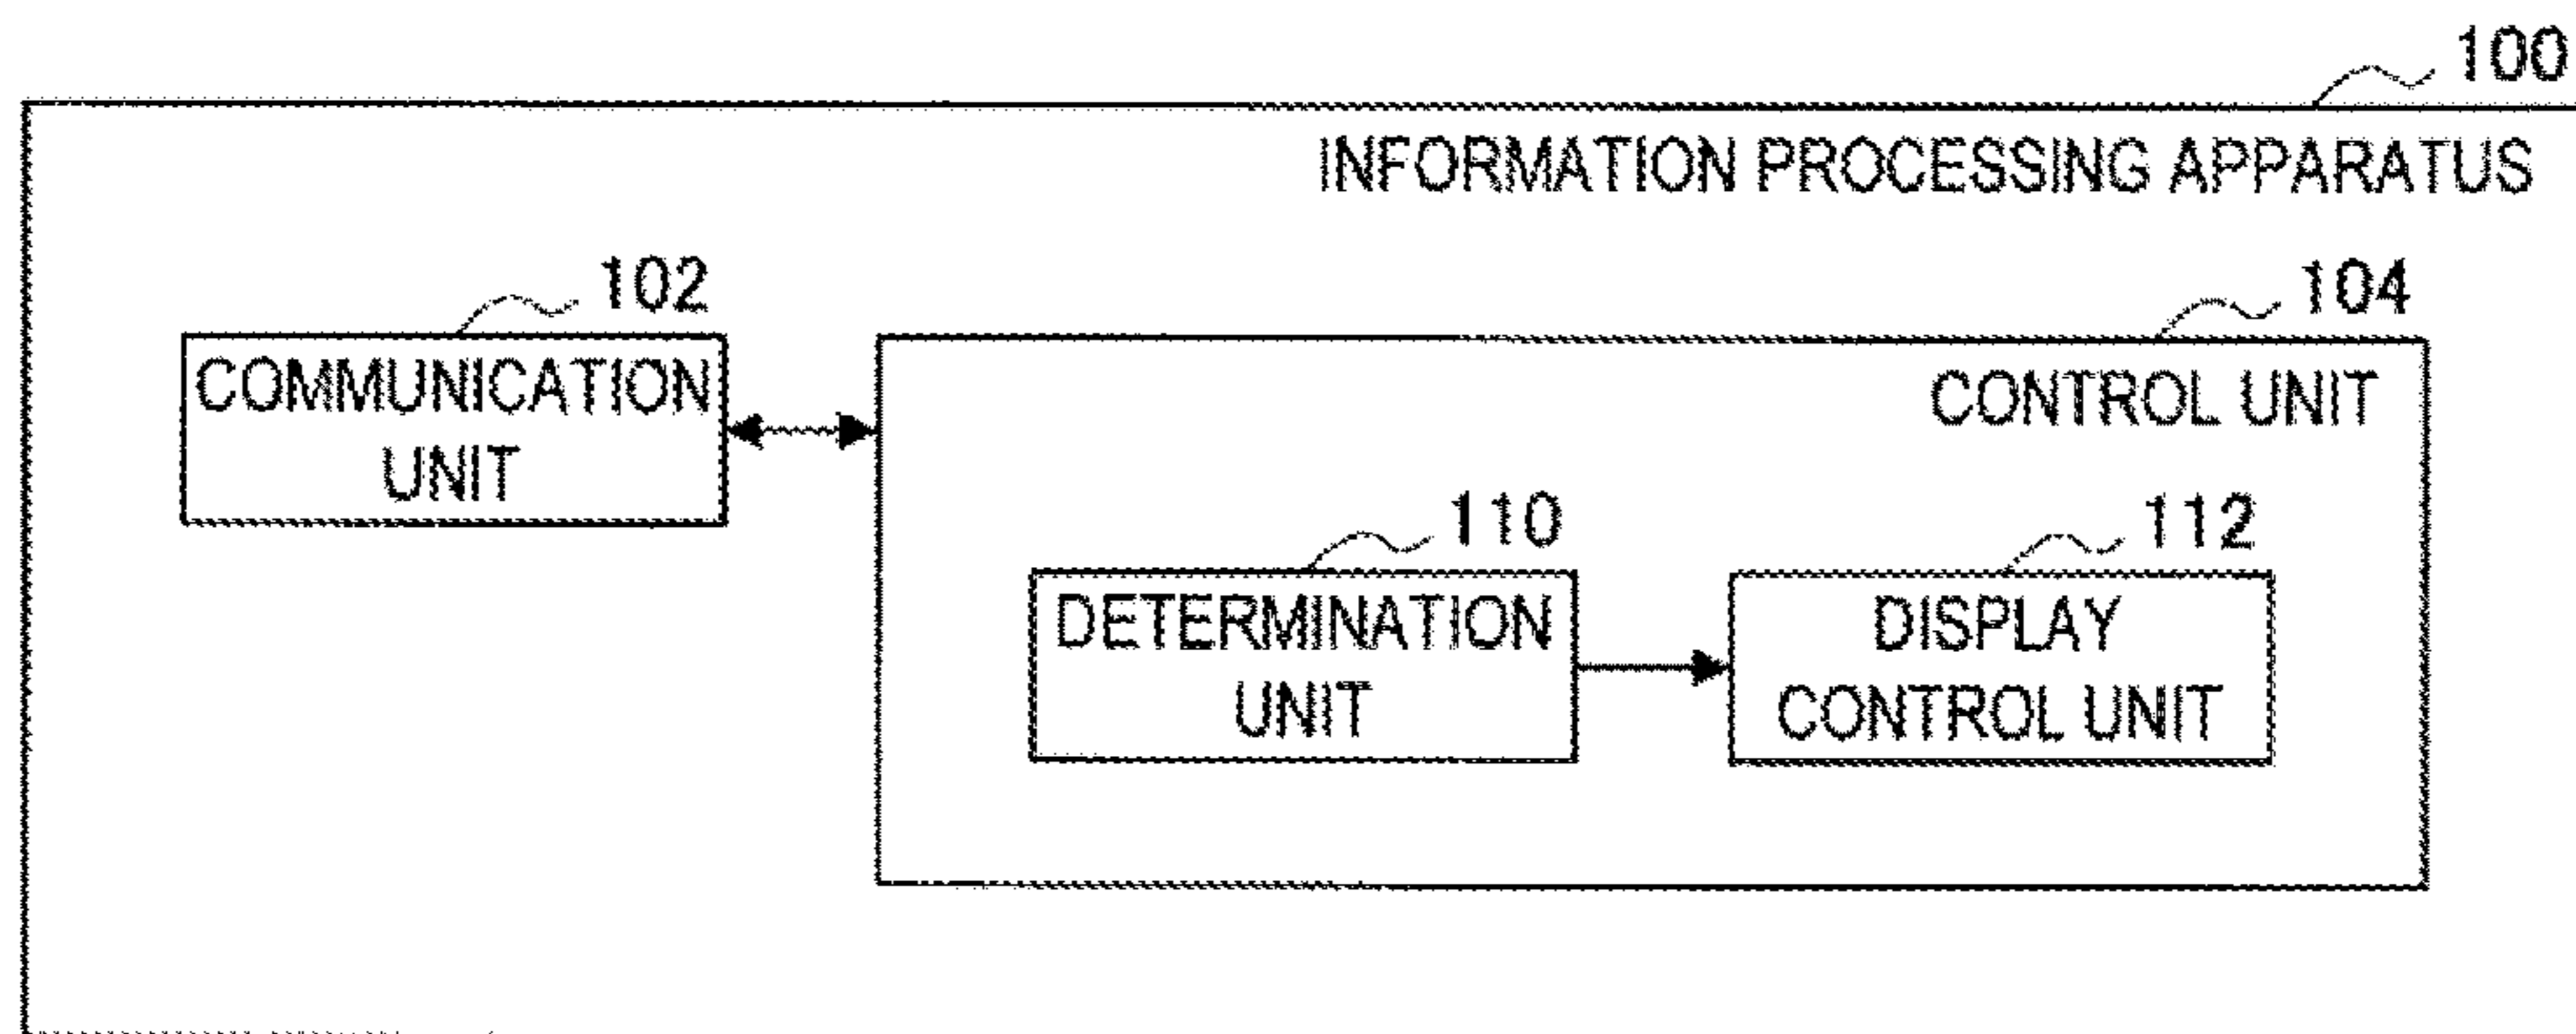 100
INFORMATION PROCESSING APPARATUS
102
104
COMMUNICATION
UNIT
CONTROL UNIT
110
112
DETERMINATION
UNIT
DISPLAY
CONTROL UNIT